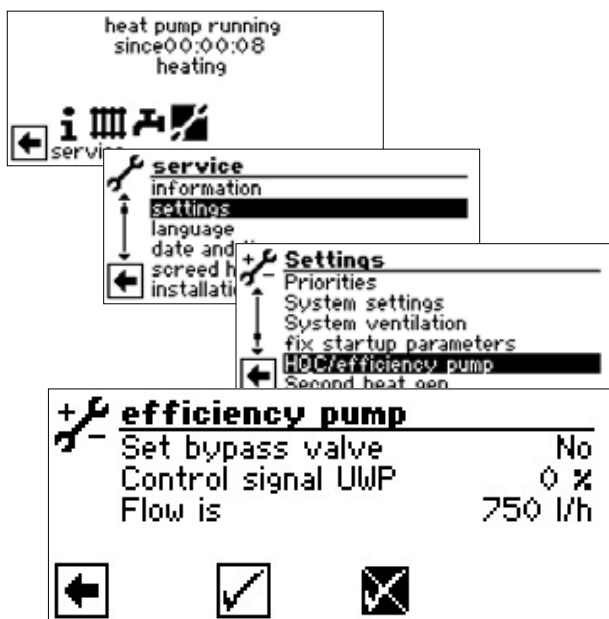 heat pump running
since00:00:08
heating
service
information
settings
language
date and
screed h
installati
Settings
Priorities
System settings
System ventilation
fix startup parameters
HQC/efficiency pump
Second heat gen
efficiency pump
Set bypass valve No
Control signal UWP 0 %
Flow is 750 l/h